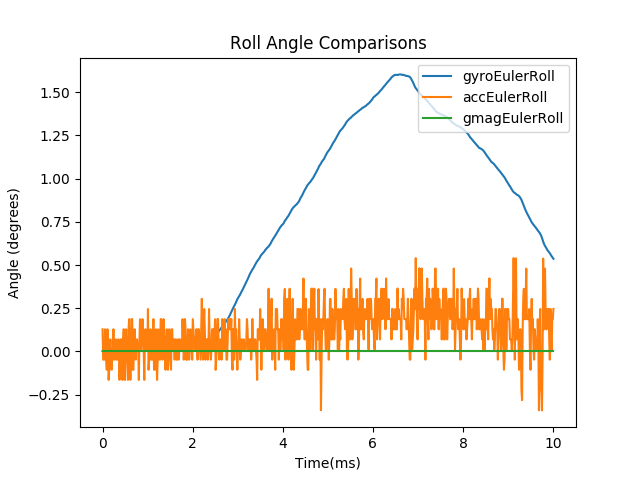 Roll Angle Comparisons
gyroEulerRoll
accEulerRoll
gmagEulerRoll
Angle (degrees)
1.50
1.25
1.00
0.75
0.50
0.25
0.00
−0.25
0 2 4 6 8 10
Time(ms)